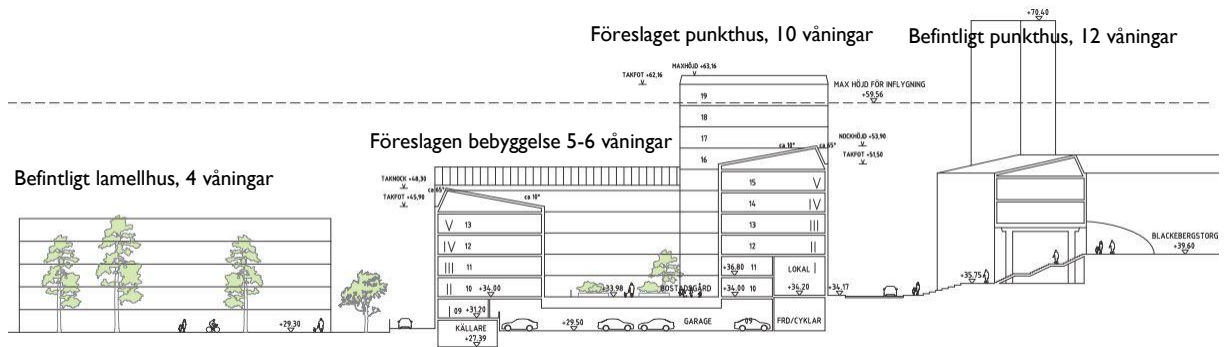 +70.40
Föreslaget punkthus, 10 våningar
Befintligt punkthus, 12 våningar
MAXHÖJD +63,16
TAKFOT +62,16
MAX HÖJD FÖR INFLYGNING
+59.56
19
18
17
16
Föreslagen bebyggelse 5-6 våningar
NOCKHÖJD +53,90
TAKFOT +51,50
ca 10°
ca 65°
Befintligt lamellhus, 4 våningar
TAKNOCK +48,30
TAKFOT +45,90
ca 65°
ca 10°
15 V
14 IV
13 III
12 II
V 13
IV 12
III 11
II 10 +34.00
I 09 +31.20
KÄLLARE
+27.39
+36.80 11
LOKAL I
+33.98
BOSTADSGÅRD
+34.00 10
+34.20
+34.17
+29.30
+29.50
GARAGE
09
FRD/CYKLAR
BLACKEBERGSTORG
+39.60
+35.75